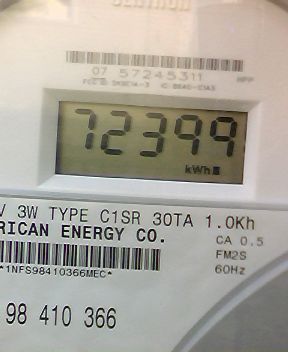 CENTRON
07 57245311
72399
kWh
V 3W TYPE C1SR 30TA 1.0Kh
RICAN ENERGY CO.
CA 0.5
FM2S
60Hz
*1NFS98410366MEC*
98 410 366